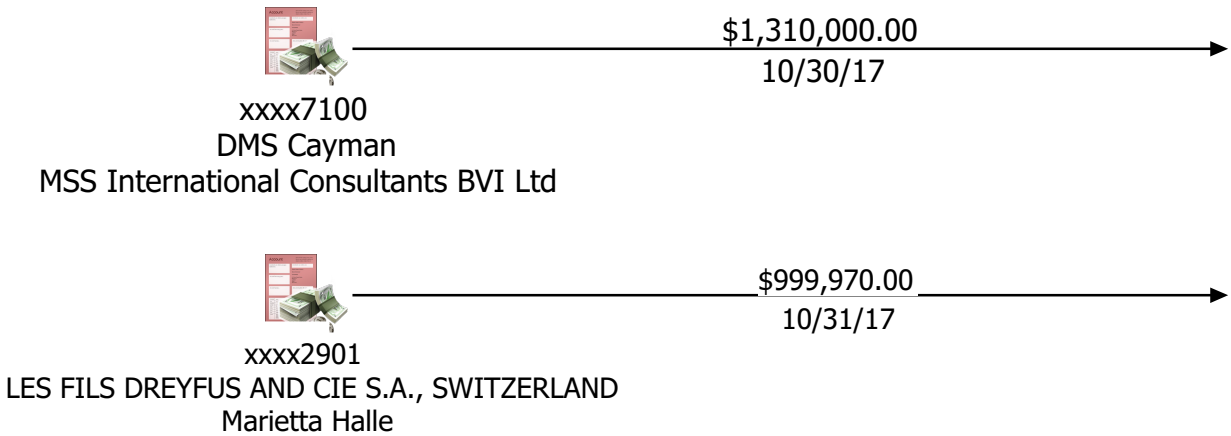 $1,310,000.00
10/30/17
xxxx7100
DMS Cayman
MSS International Consultants BVI Ltd
$999,970.00
10/31/17
xxxx2901
LES FILS DREYFUS AND CIE S.A., SWITZERLAND
Marietta Halle